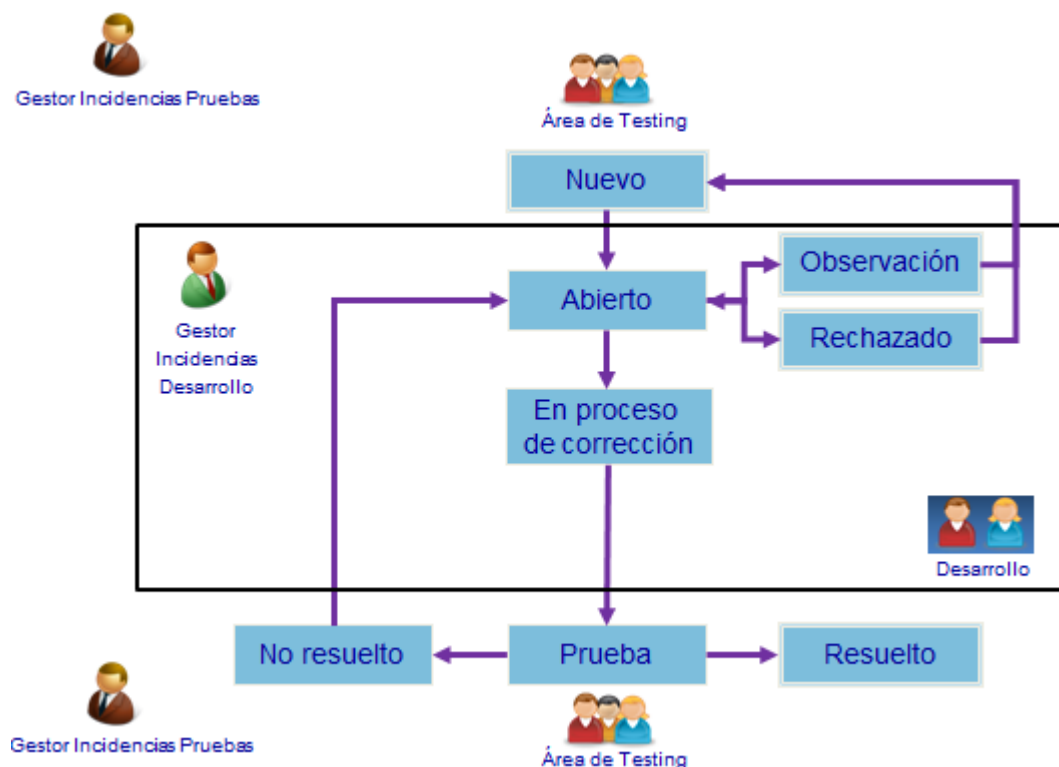 Gestor Incidencias Pruebas
Área de Testing
Nuevo
Observación
Abierto
Gestor
Incidencias
Desarrollo
Rechazado
En proceso
de corrección
Desarrollo
No resuelto
Prueba
Resuelto
Gestor Incidencias Pruebas
Área de Testing